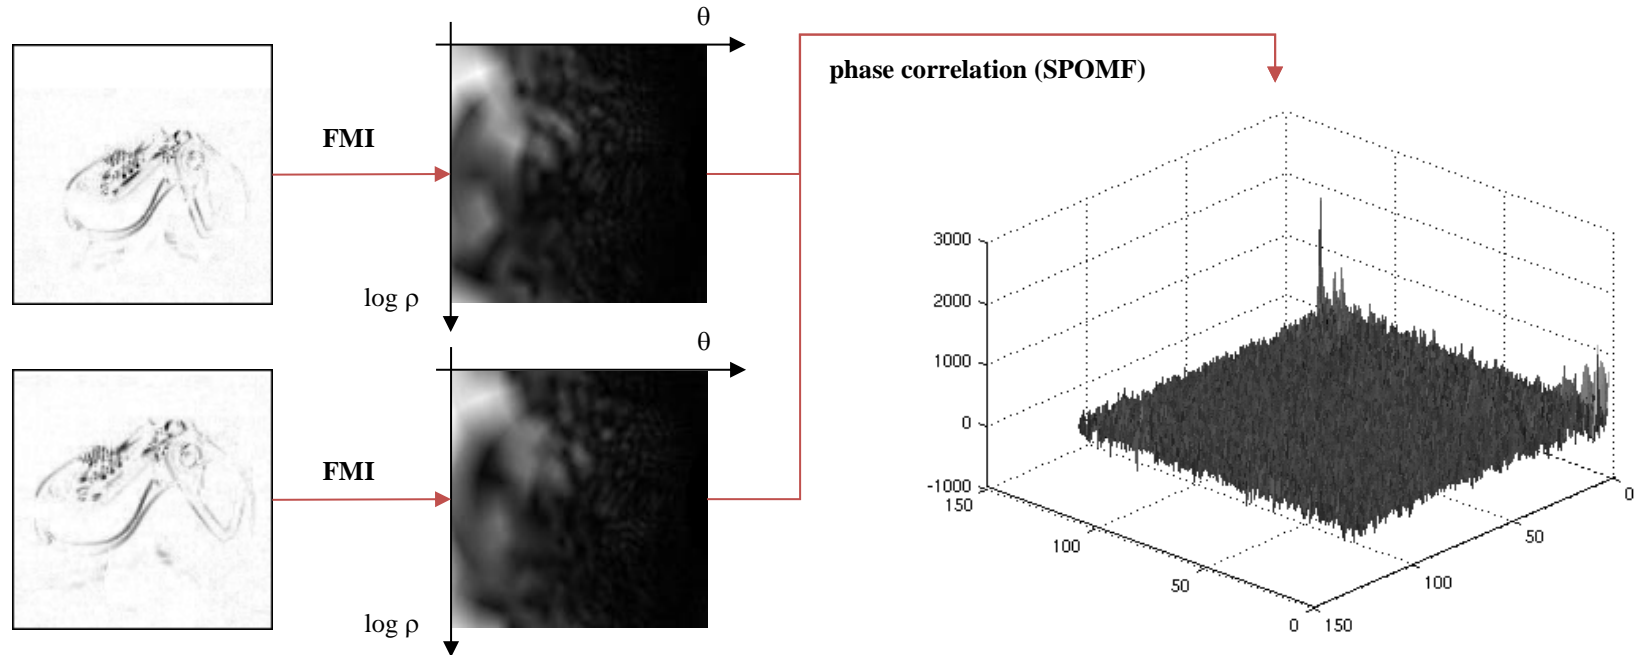 θ
phase correlation (SPOMF)
FMI
log ρ
θ
FMI
log ρ
3000
2000
1000
0
-1000
150
100
50
0
150
100
50
0